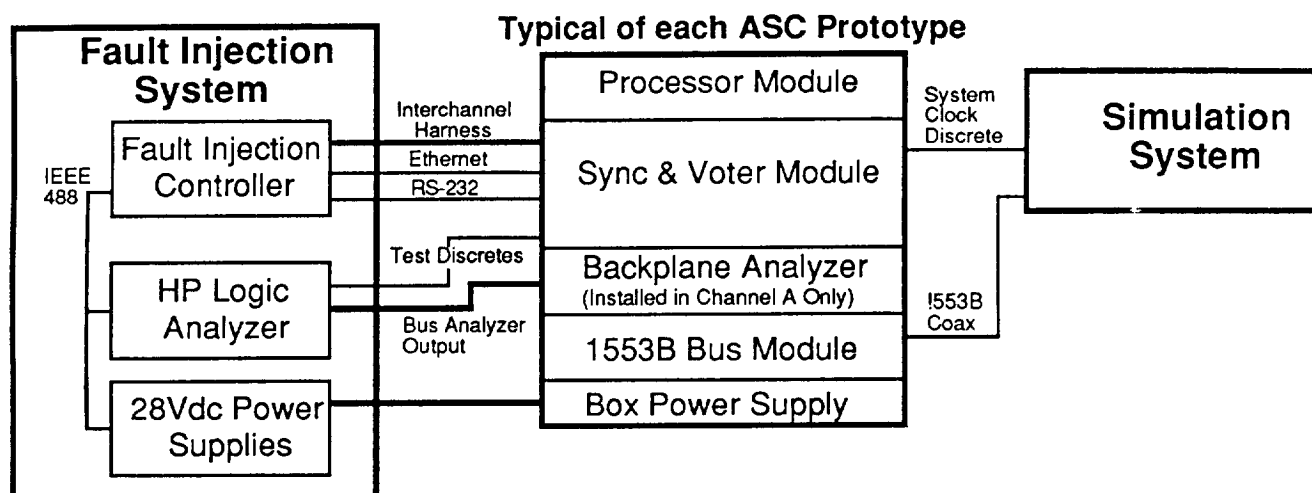 Fault Injection
System
IEEE
488
Fault Injection
Controller
HP Logic
Analyzer
28Vdc Power
Supplies
Interchannel
Harness
Ethernet
RS-232
Test Discretes
Bus Analyzer
Output
Typical of each ASC Prototype
Processor Module
Sync & Voter Module
Backplane Analyzer
(Installed in Channel A Only)
1553B Bus Module
Box Power Supply
System
Clock
Discrete
1553B
Coax
Simulation
System